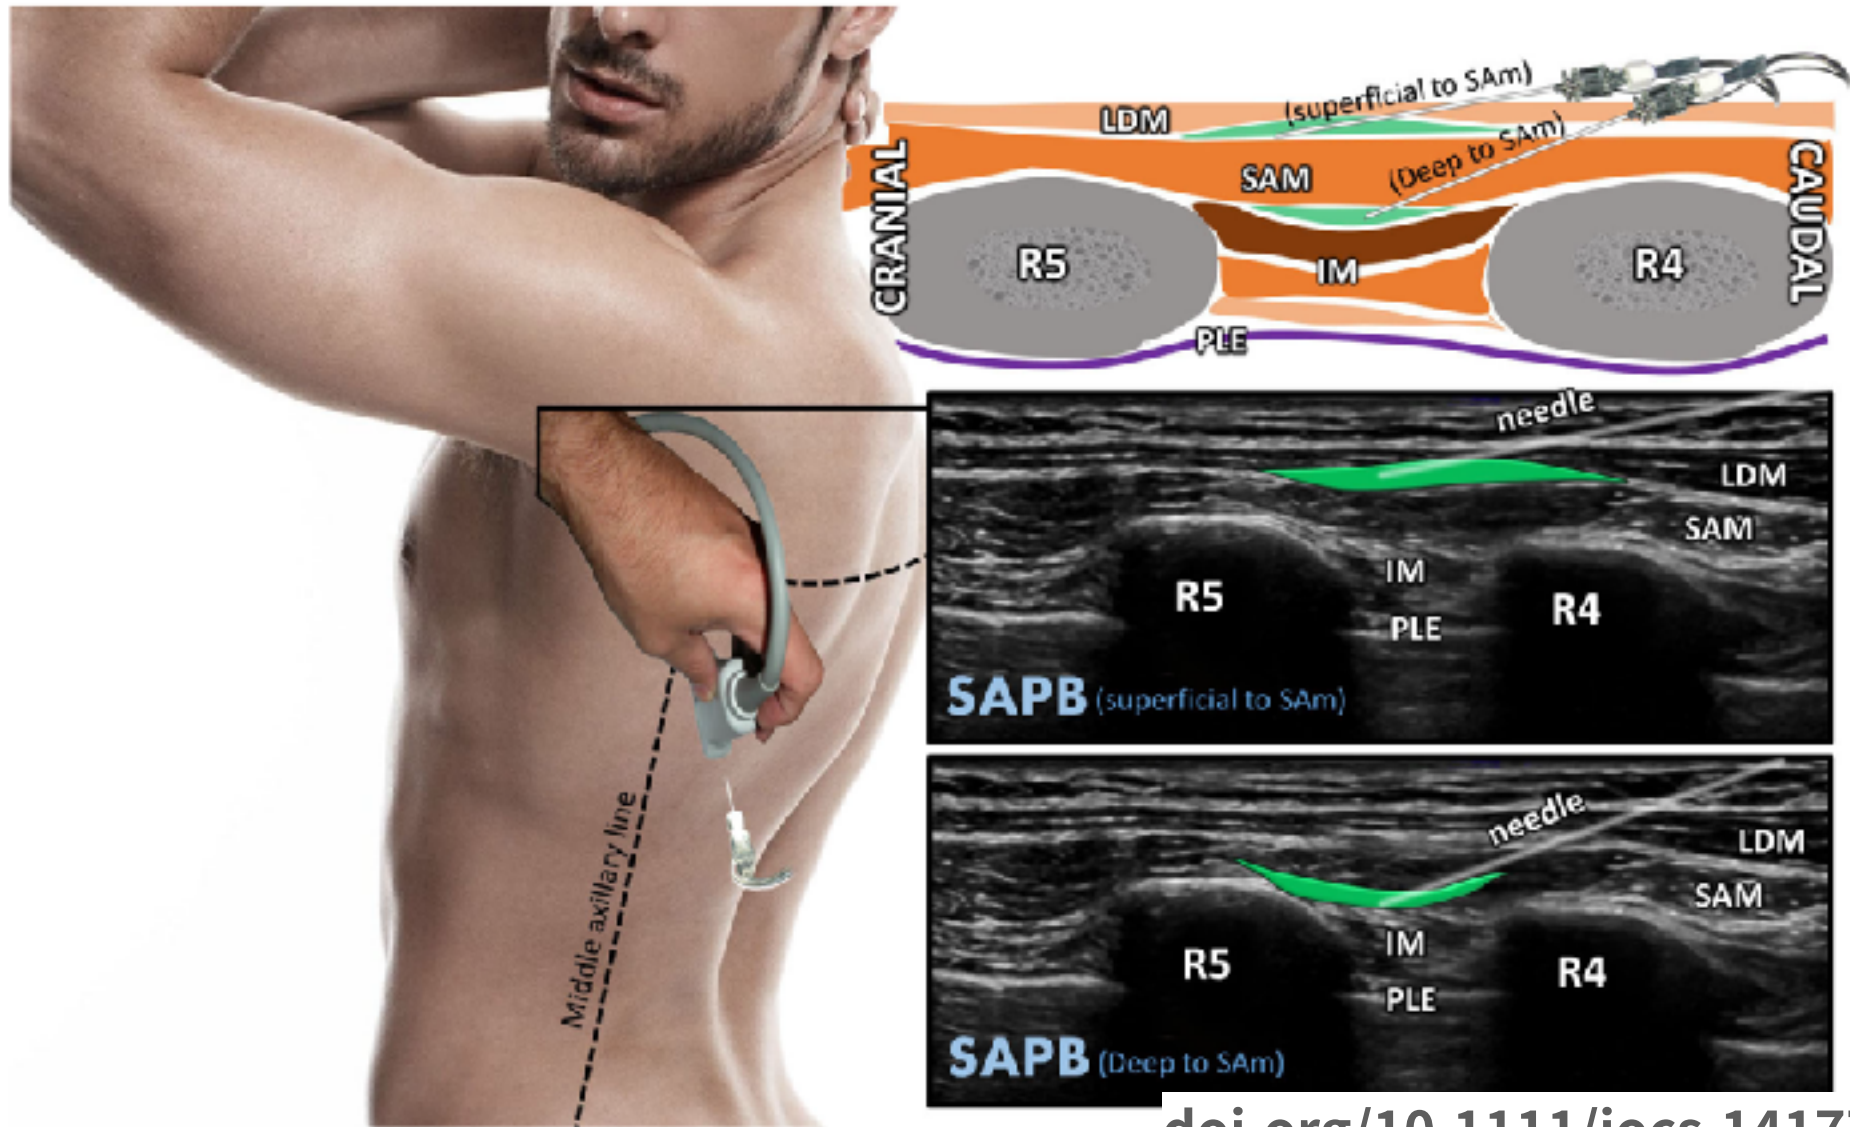 (superficial to SAm)
LDM
(Deep to SAm)
SAM
CRANIAL
CAUDAL
R5
R4
IM
PLE
needle
LDM
SAM
IM
R5
R4
PLE
SAPB (superficial to SAm)
needle
LDM
SAM
IM
R5
R4
PLE
SAPB (Deep to SAm)
Middle axillary line